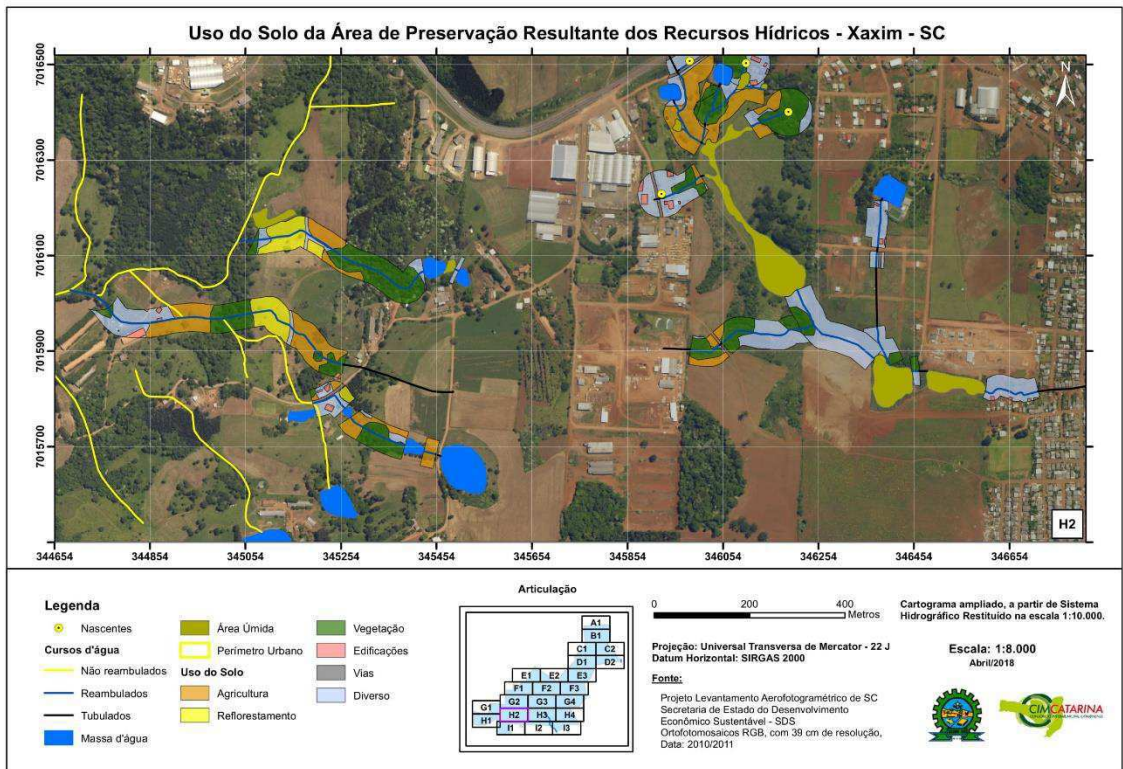 Uso do Solo da Área de Preservação Resultante dos Recursos Hídricos - Xaxim - SC
7016500
7016300
7016100
7015900
7015700
N
H2
344654
344854
345054
345254
345454
345654
345854
346054
346254
346454
346654
Legenda
Nascentes
Cursos d'água
Não reambulados
Reambulados
Tubulados
Massa d'água
Área Úmida
Perímetro Urbano
Uso do Solo
Agricultura
Reflorestamento
Vegetação
Edificações
Vias
Diverso
Articulação
A1
B1
C1 C2
D1 D2
E1 E2 E3
F1 F2 F3
G1 G2 G3 G4
H1 H2 H3 H4
I1 I2 I3
0 200 400
Metros
Projeção: Universal Transversa de Mercator - 22 J
Datum Horizontal: SIRGAS 2000
Fonte:
Projeto Levantamento Aerofotogramétrico de SC
Secretaria de Estado do Desenvolvimento
Econômico Sustentável - SDS
Ortofotomosaicos RGB, com 39 cm de resolução,
Data: 2010/2011
Cartograma ampliado, a partir de Sistema
Hidrográfico Restituído na escala 1:10.000.
Escala: 1:8.000
Abril/2018
CIMCATARINA